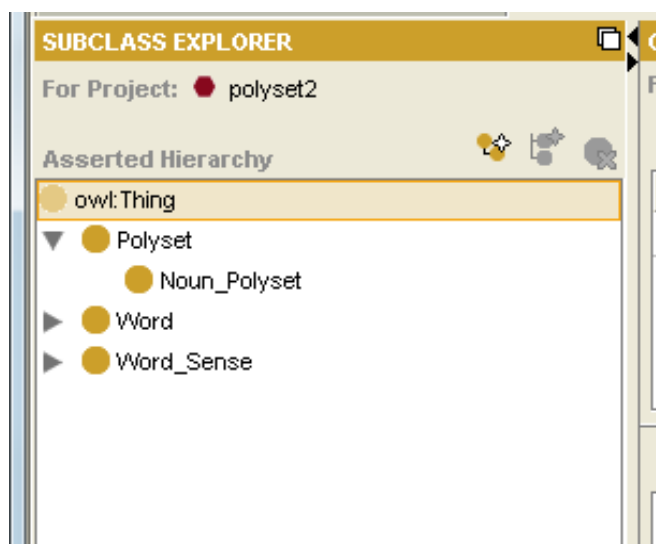 SUBCLASS EXPLORER
For Project: polyset2
Asserted Hierarchy
owl:Thing
Polyset
Noun_Polyset
Word
Word_Sense